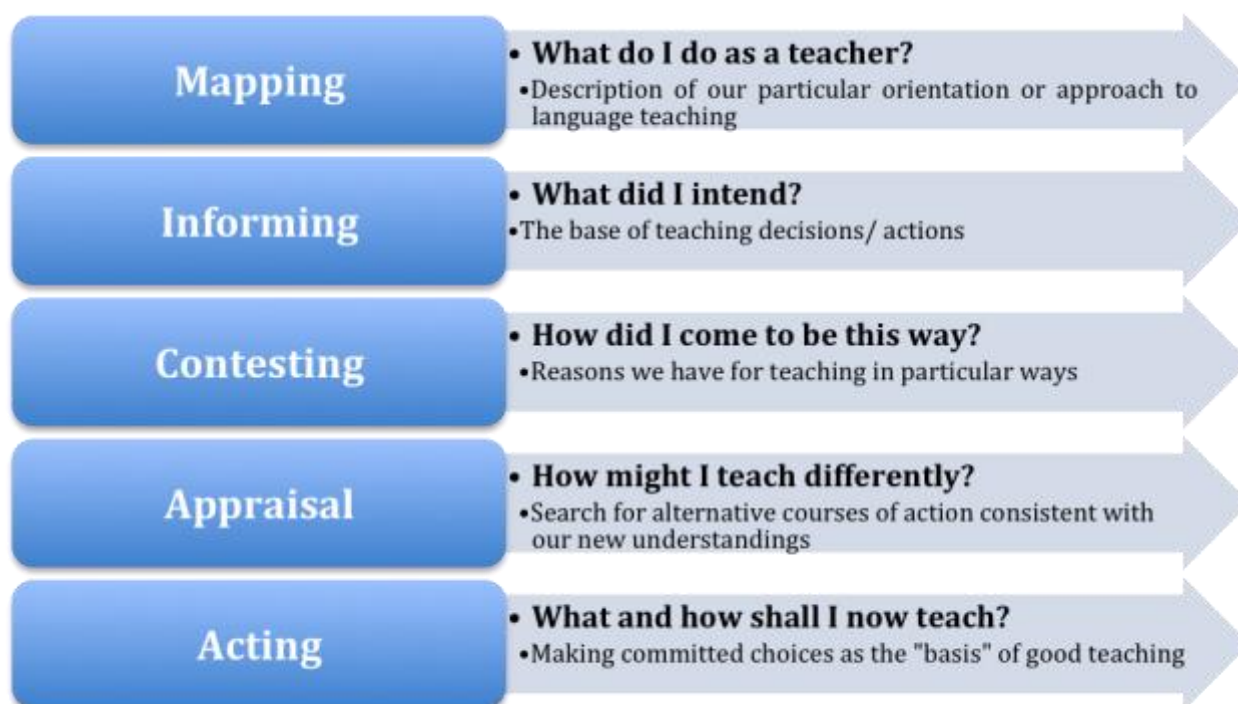 Mapping
• What do I do as a teacher?
•Description of our particular orientation or approach to
language teaching
Informing
• What did I intend?
•The base of teaching decisions/ actions
Contesting
• How did I come to be this way?
•Reasons we have for teaching in particular ways
Appraisal
• How might I teach differently?
•Search for alternative courses of action consistent with
our new understandings
Acting
• What and how shall I now teach?
•Making committed choices as the "basis" of good teaching